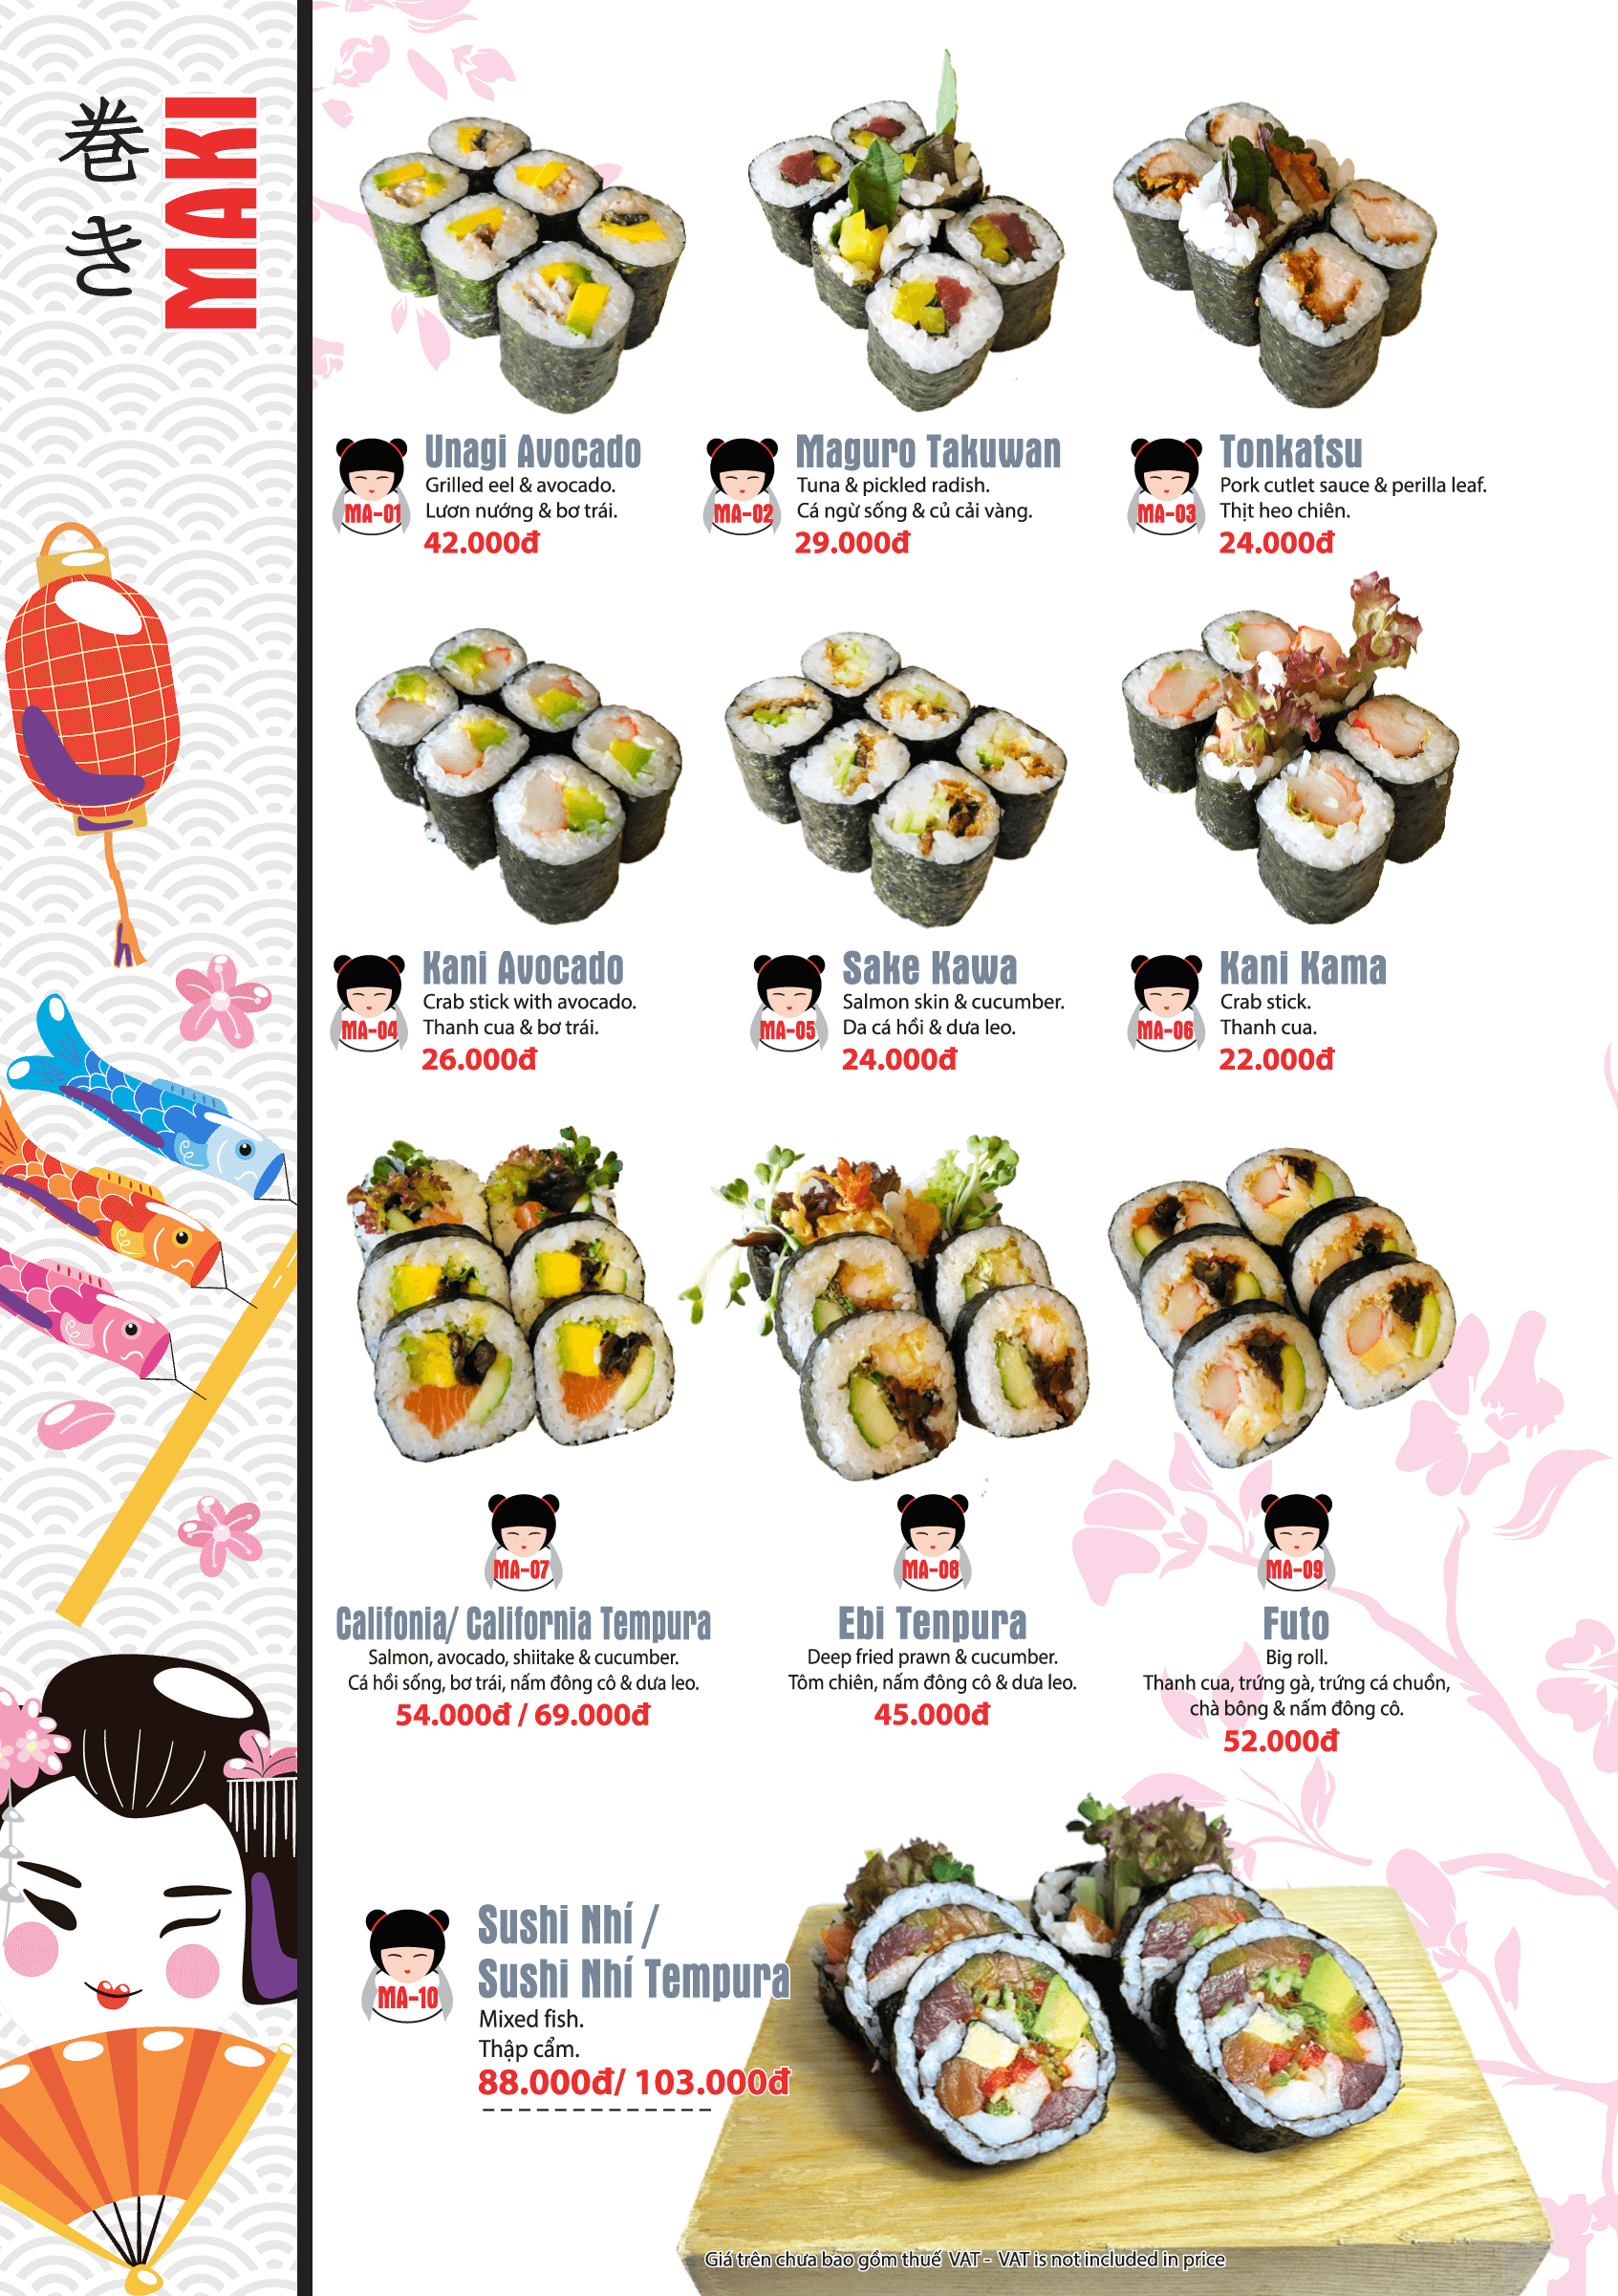 巻き
MAKI
Unagi Avocado
Grilled eel & avocado.
MA-01
Lươn nướng & bơ trái.
42.000đ
Maguro Takuwan
Tuna & pickled radish.
MA-02
Cá ngừ sống & củ cải vàng.
29.000đ
Tonkatsu
Pork cutlet sauce & perilla leaf.
MA-03
Thịt heo chiên.
24.000đ
Kani Avocado
Crab stick with avocado.
MA-04
Thanh cua & bơ trái.
26.000đ
Sake Kawa
Salmon skin & cucumber.
MA-05
Da cá hồi & dưa leo.
24.000đ
Kani Kama
Crab stick.
MA-06
Thanh cua.
22.000đ
MA-07
Califonia/ California Tempura
Salmon, avocado, shiitake & cucumber.
Cá hồi sống, bơ trái, nấm đông cô & dưa leo.
54.000đ / 69.000đ
MA-08
Ebi Tenpura
Deep fried prawn & cucumber.
Tôm chiên, nấm đông cô & dưa leo.
45.000đ
MA-09
Futo
Big roll.
Thanh cua, trứng gà, trứng cá chuồn,
chà bông & nấm đông cô.
52.000đ
Sushi Nhí /
Sushi Nhí Tempura
MA-10
Mixed fish.
Thập cẩm.
88.000đ/ 103.000đ
Giá trên chưa bao gồm thuế VAT - VAT is not included in price